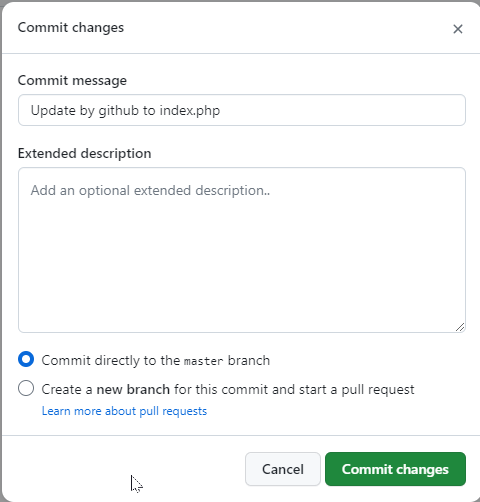 Commit changes
Commit message
Update by github to index.php
Extended description
Add an optional extended description..
Commit directly to the master branch
Create a new branch for this commit and start a pull request
Learn more about pull requests
Cancel
Commit changes